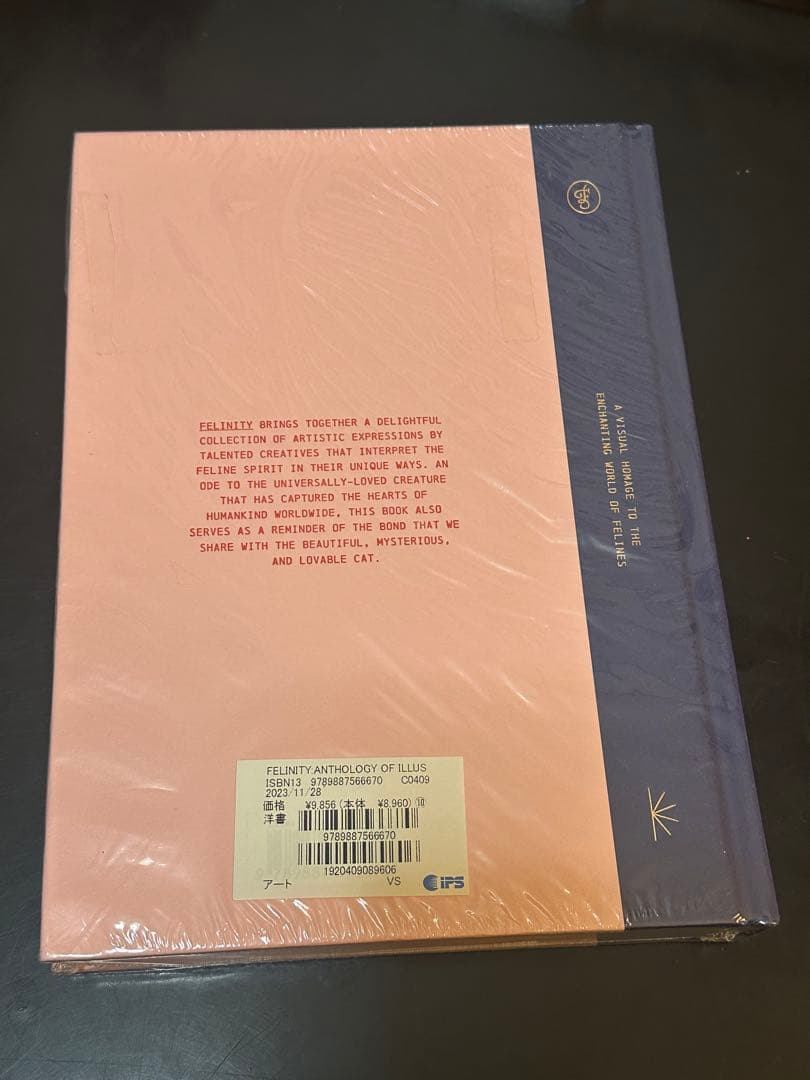 A VISUAL HOMAGE TO THE
ENCHANTING WORLD OF FELINES
FELINITY BRINGS TOGETHER A DELIGHTFUL
COLLECTION OF ARTISTIC EXPRESSIONS BY
TALENTED CREATIVES THAT INTERPRET THE
FELINE SPIRIT IN THEIR UNIQUE WAYS. AN
ODE TO THE UNIVERSALLY-LOVED CREATURE
THAT HAS CAPTURED THE HEARTS OF
HUMANKIND WORLDWIDE, THIS BOOK ALSO
SERVES AS A REMINDER OF THE BOND THAT WE
SHARE WITH THE BEAUTIFUL, MYSTERIOUS,
AND LOVABLE CAT.
FELINITY:ANTHOLOGY OF ILLUS
ISBN13 9789887566670 C0409
2023/11/28
価格 ¥9,856 (本体 ¥8,960) ⑩
洋書
9789887566670
1920409089606
アート VS iPS